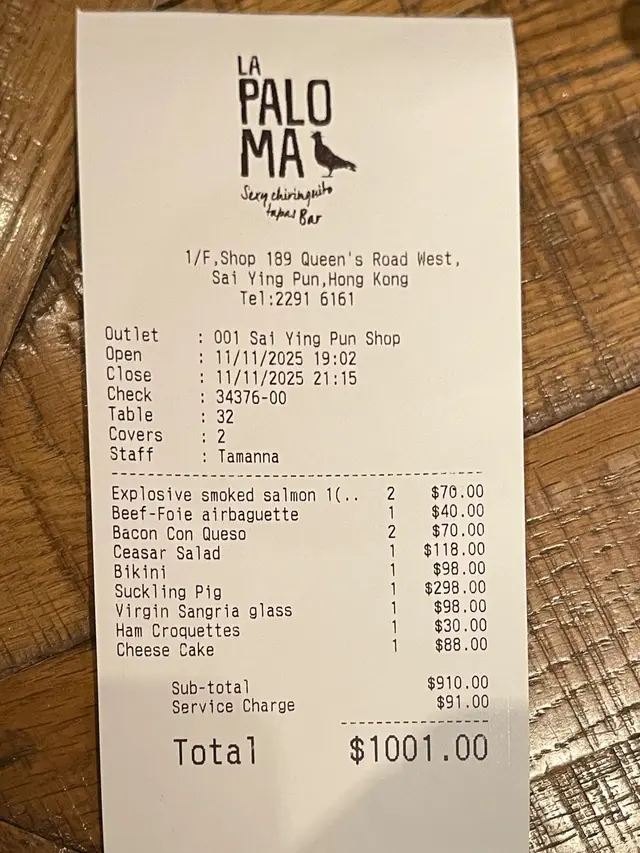 LA
PALO
MA
Sexy chiringuito
tapas Bar
1/F,Shop 189 Queen's Road West,
Sai Ying Pun,Hong Kong
Tel:2291 6161
Outlet : 001 Sai Ying Pun Shop
Open : 11/11/2025 19:02
Close : 11/11/2025 21:15
Check : 34376-00
Table : 32
Covers : 2
Staff : Tamanna
Explosive smoked salmon 1(.. 2 $70.00
Beef-Foie airbaguette 1 $40.00
Bacon Con Queso 2 $70.00
Ceasar Salad 1 $118.00
Bikini 1 $98.00
Suckling Pig 1 $298.00
Virgin Sangria glass 1 $98.00
Ham Croquettes 1 $30.00
Cheese Cake 1 $88.00
Sub-total $910.00
Service Charge $91.00
Total $1001.00